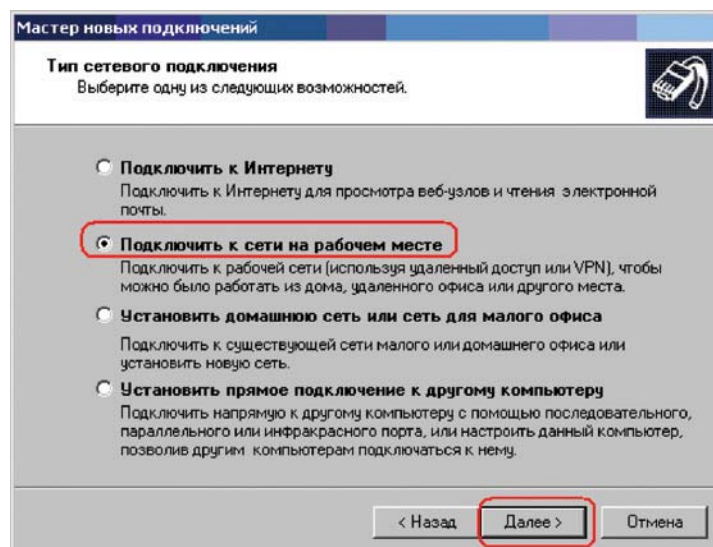 Мастер новых подключений
Тип сетевого подключения
Выберите одну из следующих возможностей.
Подключить к Интернету
Подключить к Интернету для просмотра веб-узлов и чтения электронной
почты.
Подключить к сети на рабочем месте
Подключить к рабочей сети (используя удаленный доступ или VPN), чтобы
можно было работать из дома, удаленного офиса или другого места.
Установить домашнюю сеть или сеть для малого офиса
Подключить к существующей сети малого или домашнего офиса или
установить новую сеть.
Установить прямое подключение к другому компьютеру
Подключить напрямую к другому компьютеру с помощью последовательного,
параллельного или инфракрасного порта, или настроить данный компьютер,
позволив другим компьютерам подключаться к нему.
< Назад Далее > Отмена